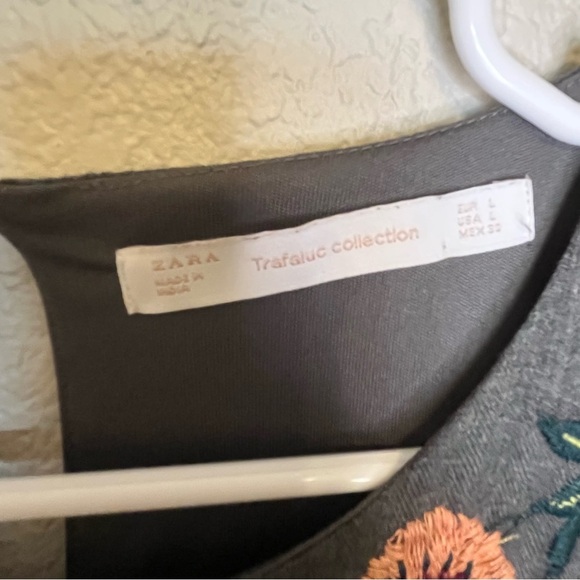 ZARA
MADE IN
INDIA
Trafaluc collection
EUR L
USA L
MEX 30